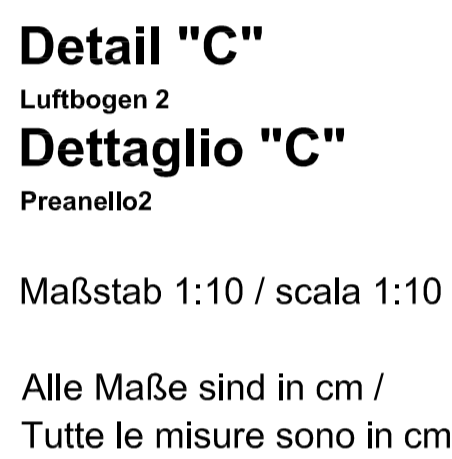 Detail "C"
Luftbogen 2
Dettaglio "C"
Preanello2
Maßstab 1:10 / scala 1:10
Alle Maße sind in cm /
Tutte le misure sono in cm